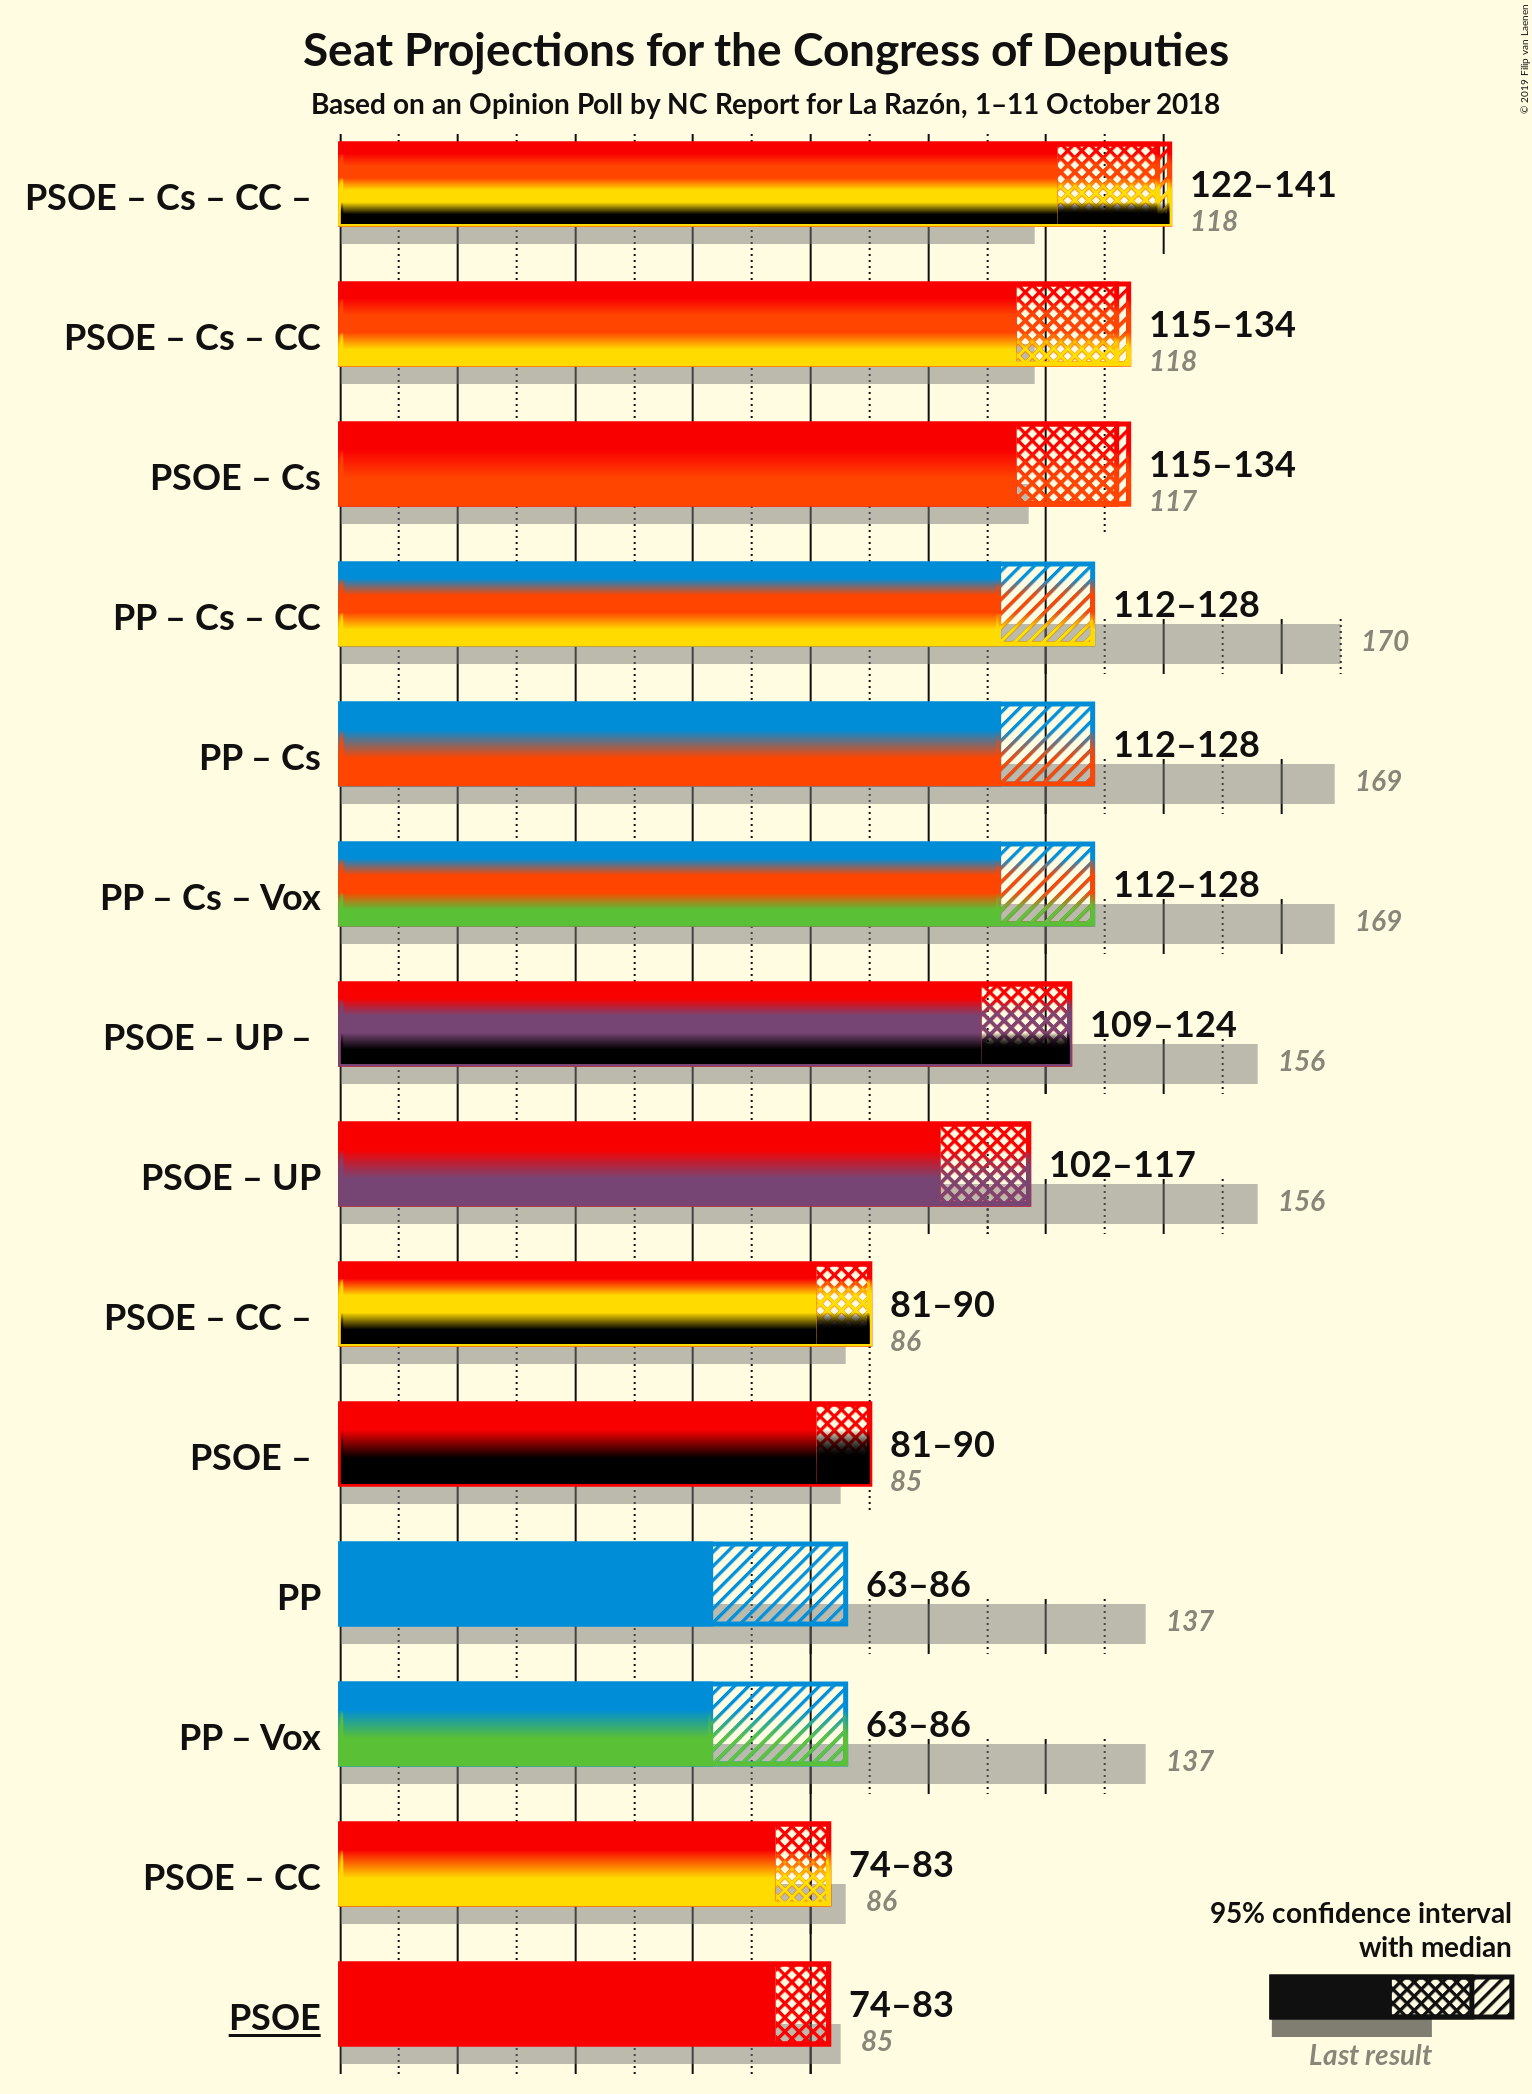 Seat Projections for the Congress of Deputies
Based on an Opinion Poll by NC Report for La Razón, 1–11 October 2018
© 2019 Filip van Laenen
PSOE – Cs – CC –
122–141
118
PSOE – Cs – CC
115–134
118
PSOE – Cs
115–134
117
PP – Cs – CC
112–128
170
PP – Cs
112–128
169
PP – Cs – Vox
112–128
169
PSOE – UP –
109–124
156
PSOE – UP
102–117
156
PSOE – CC –
81–90
86
PSOE –
81–90
85
PP
63–86
137
PP – Vox
63–86
137
PSOE – CC
74–83
86
PSOE
74–83
85
95% confidence interval
with median
Last result